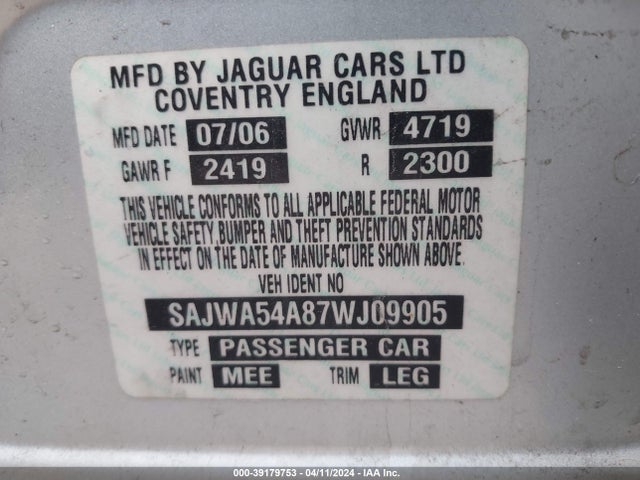 MFD BY JAGUAR CARS LTD
COVENTRY ENGLAND
MFD DATE 07/06 GVWR 4719
GAWR F 2419 R 2300
THIS VEHICLE CONFORMS TO ALL APPLICABLE FEDERAL MOTOR
VEHICLE SAFETY, BUMPER AND THEFT PREVENTION STANDARDS
IN EFFECT ON THE DATE OF MANUFACTURE SHOWN ABOVE.
VEH IDENT NO
SAJWA54A87WJ09905
TYPE PASSENGER CAR
PAINT MEE TRIM LEG
000-39179753 - 04/11/2024 - IAA Inc.